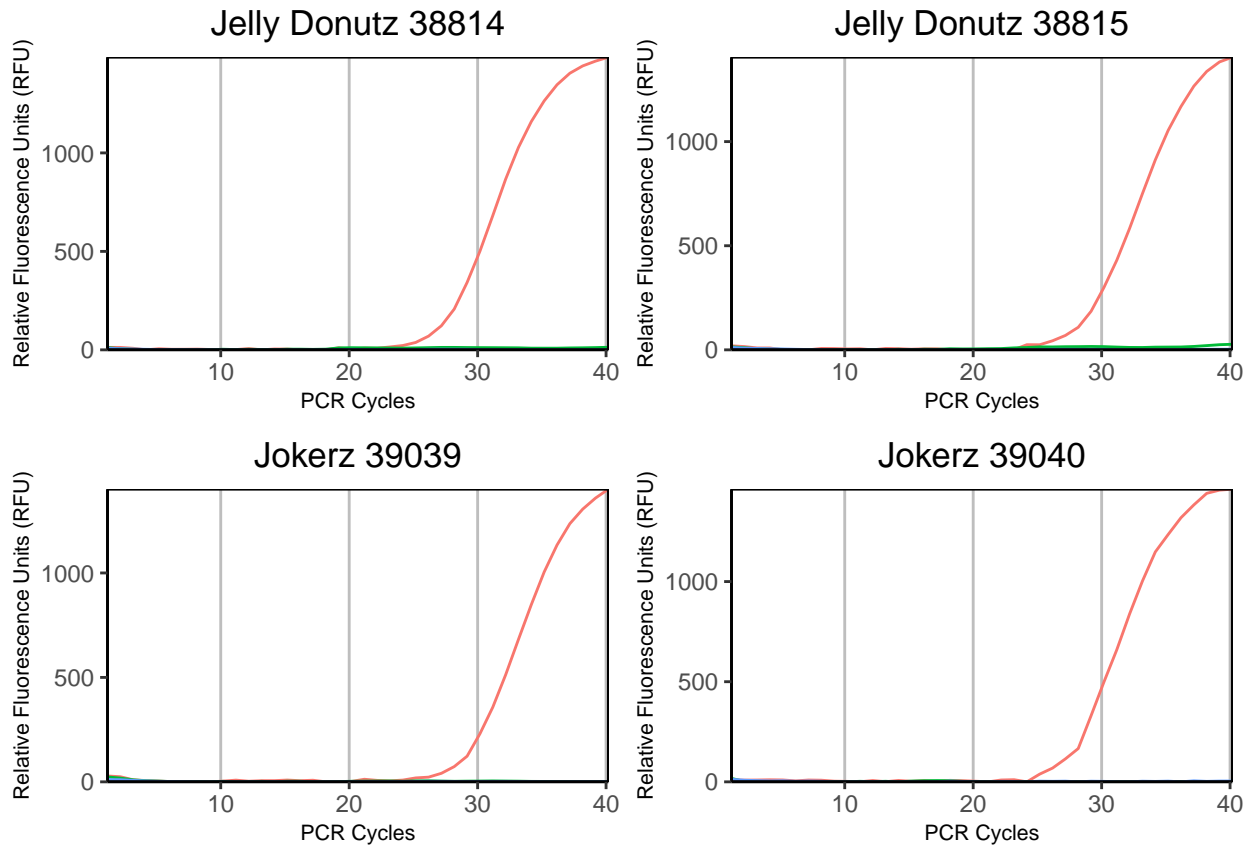 Jelly Donutz 38814
Relative Fluorescence Units (RFU)
1000
500
0
10 20 30 40
PCR Cycles
Jelly Donutz 38815
Relative Fluorescence Units (RFU)
1000
500
0
10 20 30 40
PCR Cycles
Jokerz 39039
Relative Fluorescence Units (RFU)
1000
500
0
10 20 30 40
PCR Cycles
Jokerz 39040
Relative Fluorescence Units (RFU)
1000
500
0
10 20 30 40
PCR Cycles